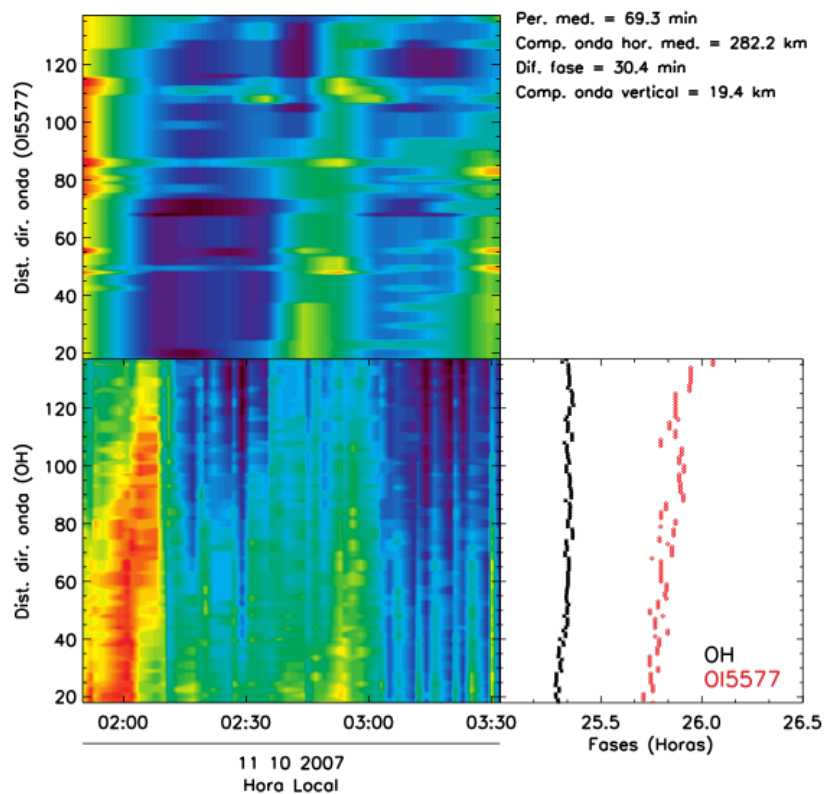 Per. med. = 69.3 min
Comp. onda hor. med. = 282.2 km
Dif. fase = 30.4 min
Comp. onda vertical = 19.4 km
Dist. dir. onda (OI5577)
120
100
80
60
40
20
Dist. dir. onda (OH)
120
100
80
60
40
20
OH
OI5577
02:00 02:30 03:00 03:30
25.5 26.0 26.5
Fases (Horas)
11 10 2007
Hora Local